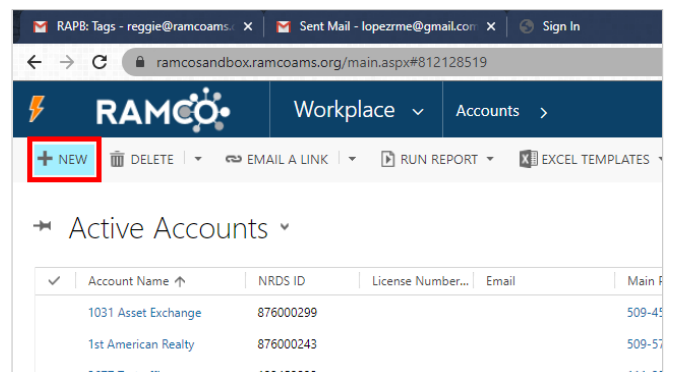 RAPB: Tags - reggie@ramcoams.c
Sent Mail - lopezrme@gmail.com
Sign In
ramcosandbox.ramcoams.org/main.aspx#812128519
RAMCO Workplace Accounts
NEW DELETE EMAIL A LINK RUN REPORT EXCEL TEMPLATES
Active Accounts
Account Name NRDS ID License Number... Email Main
1031 Asset Exchange 876000299 509-45
1st American Realty 876000243 509-57